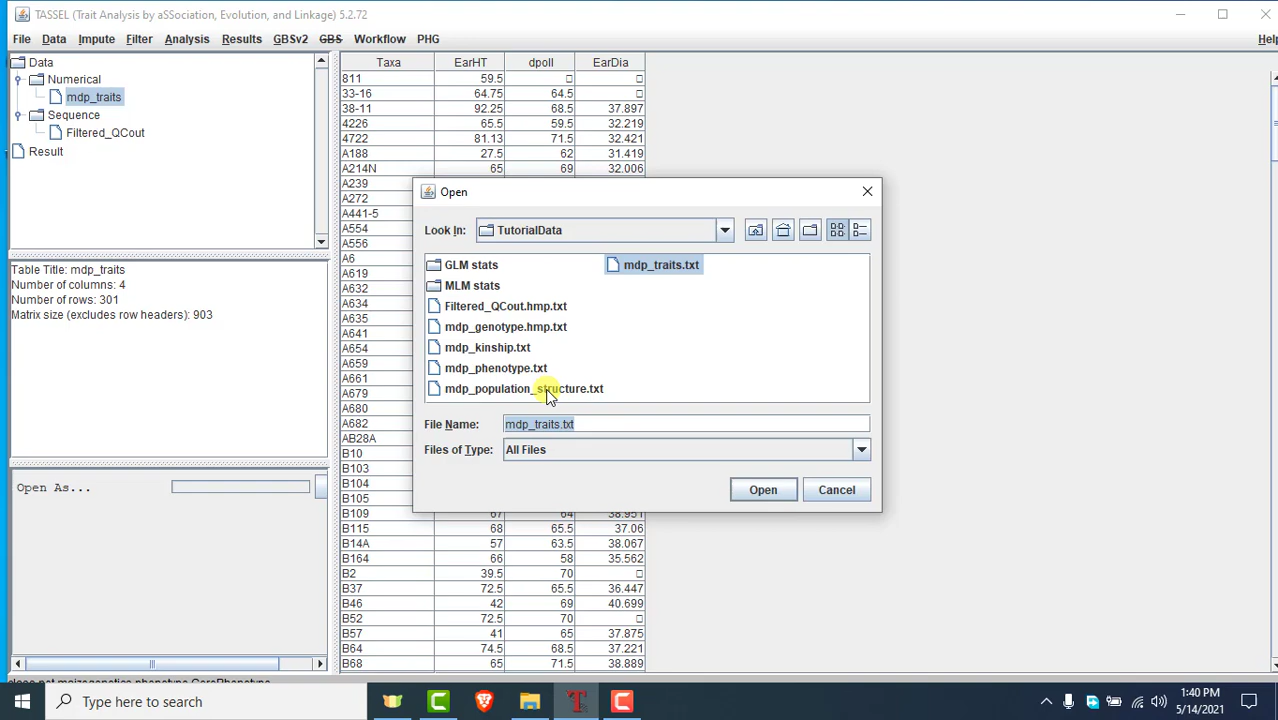 TASSEL (Trait Analysis by aSSociation, Evolution, and Linkage) 5.2.72
File Data Impute Filter Analysis Results GBSv2 GBS Workflow PHG Help
Data
Numerical
mdp_traits
Sequence
Filtered_QCout
Result
Table Title: mdp_traits
Number of columns: 4
Number of rows: 301
Matrix size (excludes row headers): 903
Open As...
Taxa EarHT dpoll EarDia
811 59.5 □ □
33-16 64.75 64.5 □
38-11 92.25 68.5 37.897
4226 65.5 59.5 32.219
4722 81.13 71.5 32.421
A188 27.5 62 31.419
A214N 65 69 32.006
A239
A272
A441-5
A554
A556
A6
A619
A632
A634
A635
A641
A654
A659
A661
A679
A680
A682
AB28A
B10
B103
B104
B105
B109 67 64 38.951
B115 68 65.5 37.06
B14A 57 63.5 38.067
B164 66 58 35.562
B2 39.5 70 □
B37 72.5 65.5 36.447
B46 42 69 40.699
B52 72.5 70 □
B57 41 65 37.875
B64 74.5 68.5 37.221
B68 65 71.5 38.889
Open
Look In: TutorialData
GLM stats
MLM stats
Filtered_QCout.hmp.txt
mdp_genotype.hmp.txt
mdp_kinship.txt
mdp_phenotype.txt
mdp_population_structure.txt
mdp_traits.txt
File Name: mdp_traits.txt
Files of Type: All Files
Open Cancel
Type here to search
1:40 PM
5/14/2021